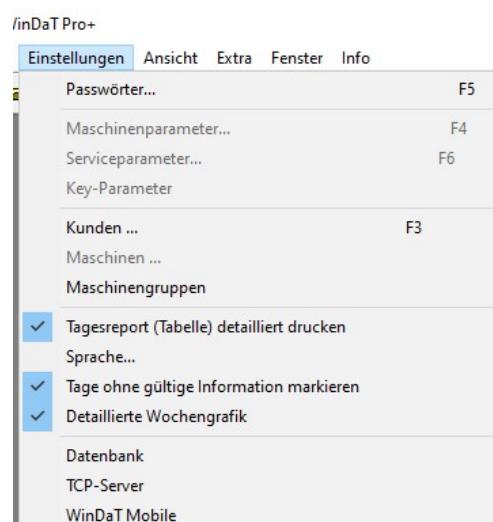 WinDaT Pro+
Einstellungen Ansicht Extra Fenster Info
Passwörter... F5
Maschinenparameter... F4
Serviceparameter... F6
Key-Parameter
Kunden ... F3
Maschinen ...
Maschinengruppen
Tagesreport (Tabelle) detailliert drucken
Sprache...
Tage ohne gültige Information markieren
Detaillierte Wochengrafik
Datenbank
TCP-Server
WinDaT Mobile